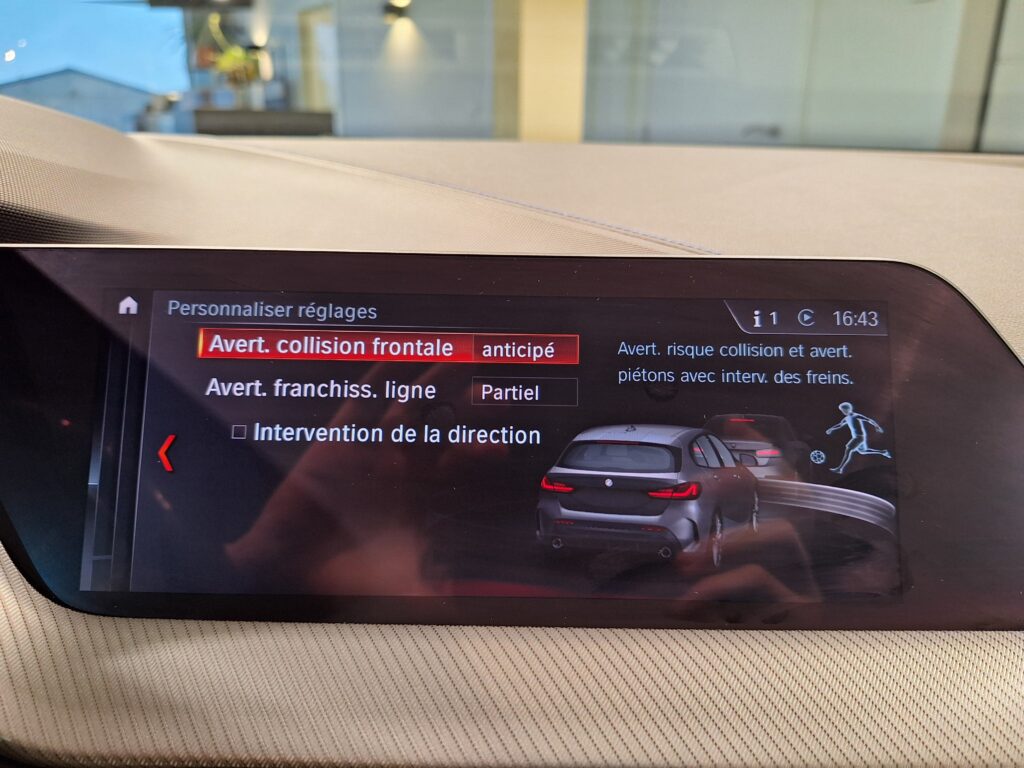 Personnaliser réglages
i 1 16:43
Avert. collision frontale anticipé
Avert. franchiss. ligne Partiel
Intervention de la direction
Avert. risque collision et avert.
piétons avec interv. des freins.